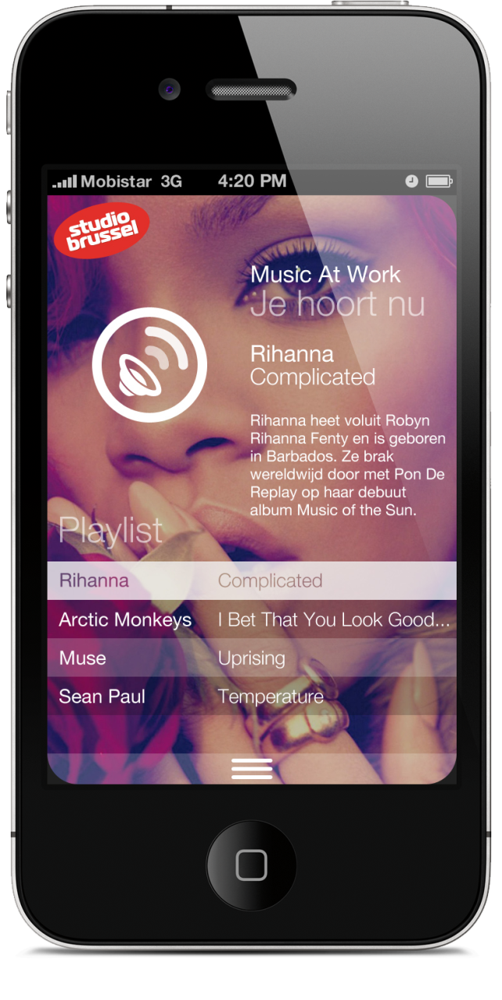 Mobistar 3G 4:20 PM
studio
brussel
Music At Work
Je hoort nu
Rihanna
Complicated
Rihanna heet voluit Robyn
Rihanna Fenty en is geboren
in Barbados. Ze brak
wereldwijd door met Pon De
Replay op haar debuut
album Music of the Sun.
Playlist
Rihanna Complicated
Arctic Monkeys I Bet That You Look Good...
Muse Uprising
Sean Paul Temperature